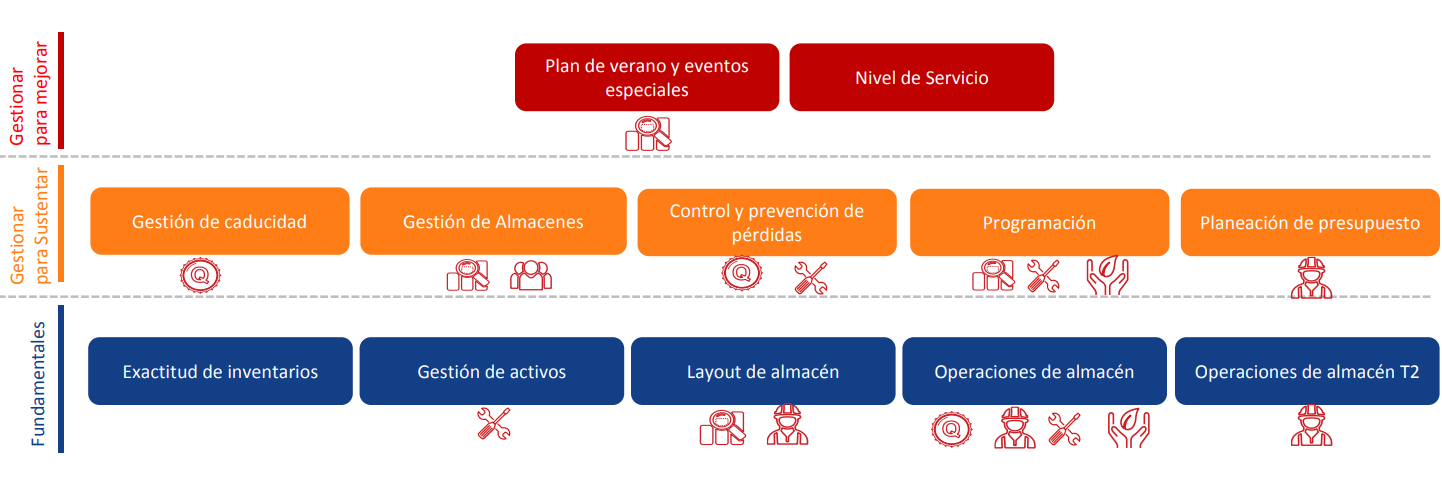 Gestionar
para mejorar
Plan de verano y eventos
especiales
Nivel de Servicio
Gestionar
para Sustentar
Gestión de caducidad
Gestión de Almacenes
Control y prevención de
pérdidas
Programación
Planeación de presupuesto
Q
Q
Fundamentales
Exactitud de inventarios
Gestión de activos
Layout de almacén
Operaciones de almacén
Operaciones de almacén T2
Q